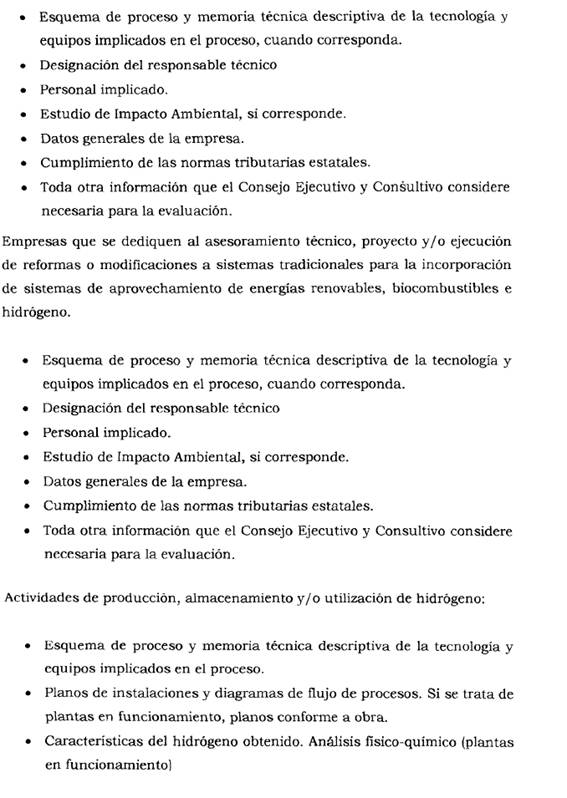 • Esquema de proceso y memoria técnica descriptiva de la tecnología y
equipos implicados en el proceso, cuando corresponda.
• Designación del responsable técnico
• Personal implicado.
• Estudio de Impacto Ambiental, si corresponde.
• Datos generales de la empresa.
• Cumplimiento de las normas tributarias estatales.
• Toda otra información que el Consejo Ejecutivo y Consultivo considere
necesaria para la evaluación.
Empresas que se dediquen al asesoramiento técnico, proyecto y/o ejecución
de reformas o modificaciones a sistemas tradicionales para la incorporación
de sistemas de aprovechamiento de energías renovables, biocombustibles e
hidrógeno.
• Esquema de proceso y memoria técnica descriptiva de la tecnología y
equipos implicados en el proceso, cuando corresponda.
• Designación del responsable técnico
• Personal implicado.
• Estudio de Impacto Ambiental, si corresponde.
• Datos generales de la empresa.
• Cumplimiento de las normas tributarias estatales.
• Toda otra información que el Consejo Ejecutivo y Consultivo considere
necesaria para la evaluación.
Actividades de producción, almacenamiento y/o utilización de hidrógeno:
• Esquema de proceso y memoria técnica descriptiva de la tecnología y
equipos implicados en el proceso.
• Planos de instalaciones y diagramas de flujo de procesos. Si se trata de
plantas en funcionamiento, planos conforme a obra.
• Características del hidrógeno obtenido. Análisis físico-químico (plantas
en funcionamiento)